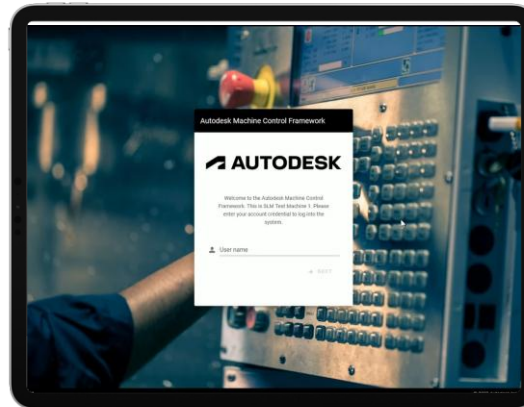 Autodesk Machine Control Framework
AUTODESK
Welcome to the Autodesk Machine Control
Framework. This is SLM Test Machine 1. Please
enter your account credential to log into the
system.
User name
NEXT